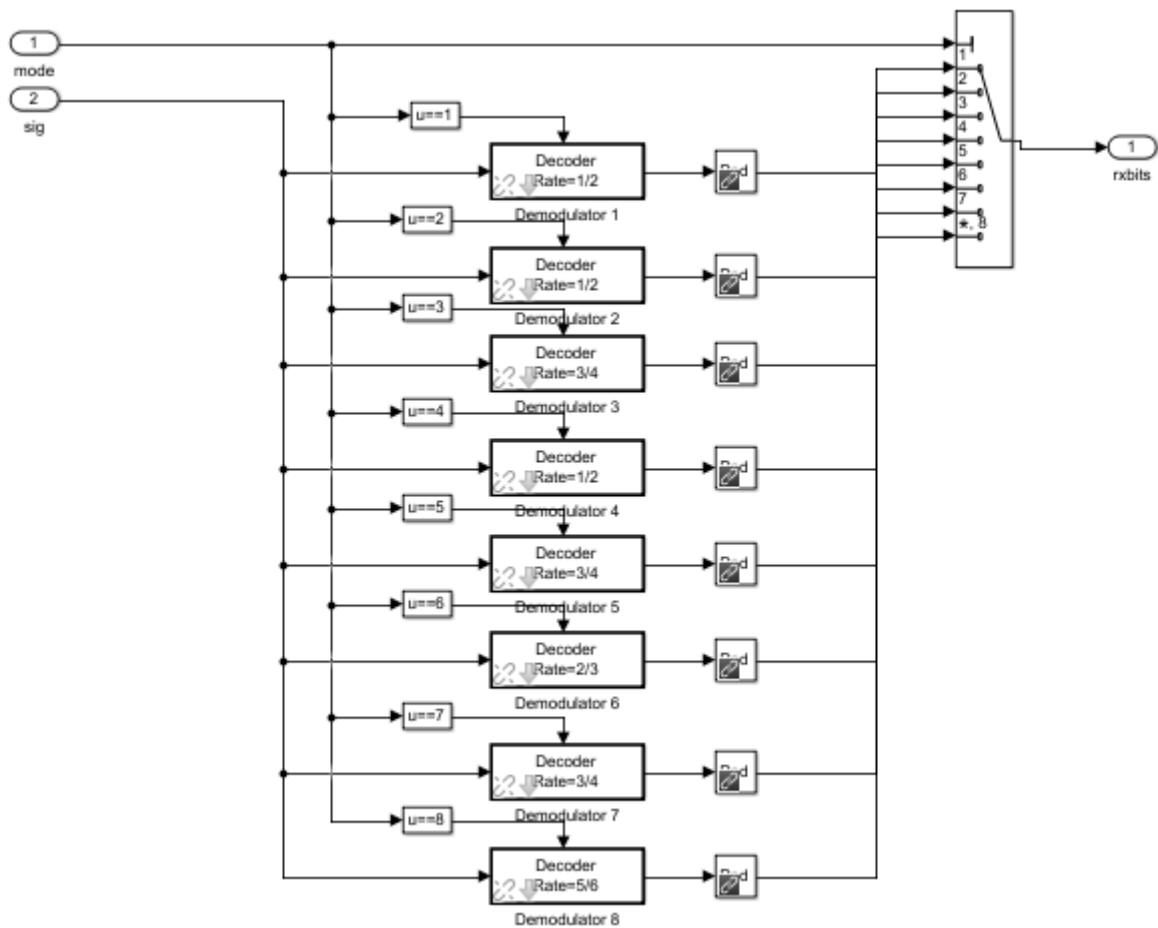 1
mode
2
sig
u==1
Decoder
Rate=1/2
Demodulator 1
u==2
Decoder
Rate=1/2
Demodulator 2
u==3
Decoder
Rate=3/4
Demodulator 3
u==4
Decoder
Rate=1/2
Demodulator 4
u==5
Decoder
Rate=3/4
Demodulator 5
u==6
Decoder
Rate=2/3
Demodulator 6
u==7
Decoder
Rate=3/4
Demodulator 7
u==8
Decoder
Rate=5/6
Demodulator 8
1
2
3
4
5
6
7
*, 8
1
rxbits